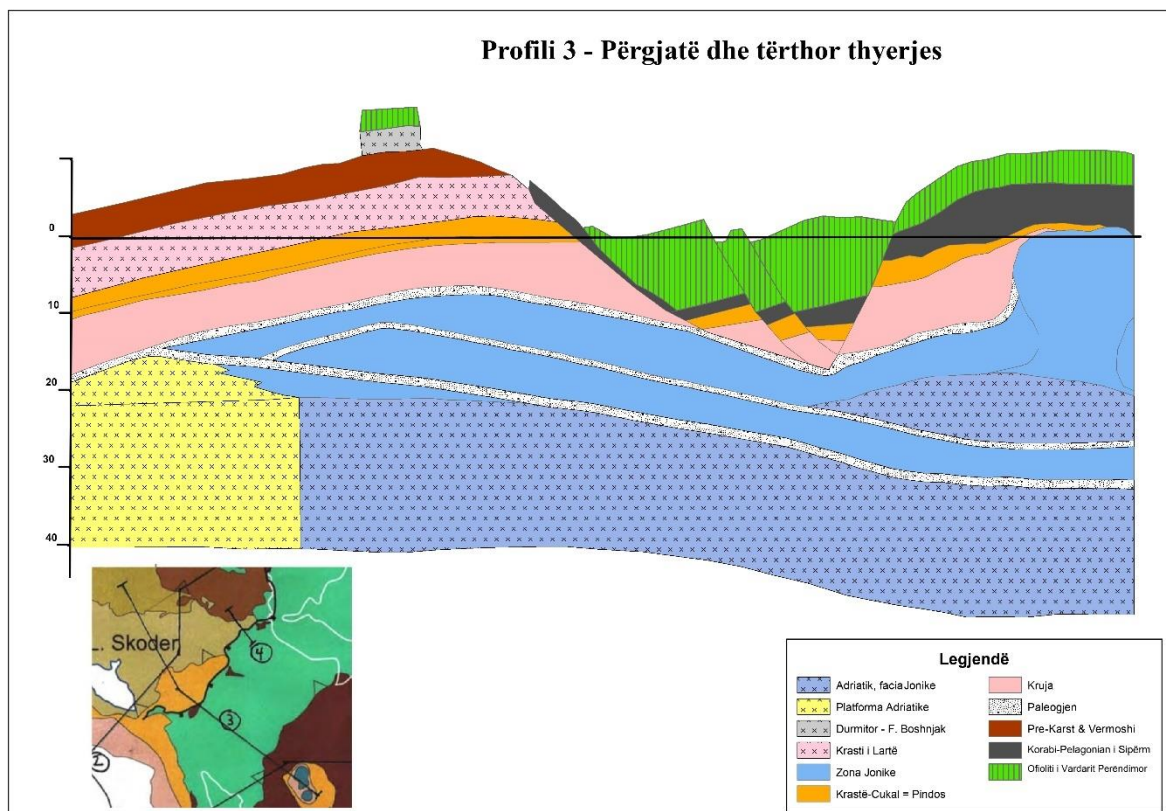 Profili 3 - Përgjatë dhe tërthor thyerjes
0
10
20
30
40
L. Skoder
4
3
2
Legjendë
Adriatik, faciaJonike
Platforma Adriatike
Durmitor - F. Boshnjak
Krasti i Lartë
Zona Jonike
Krastë-Cukal = Pindos
Kruja
Paleogjen
Pre-Karst & Vermoshi
Korabi-Pelagonian i Sipërm
Ofioliti i Vardarit Perëndimor